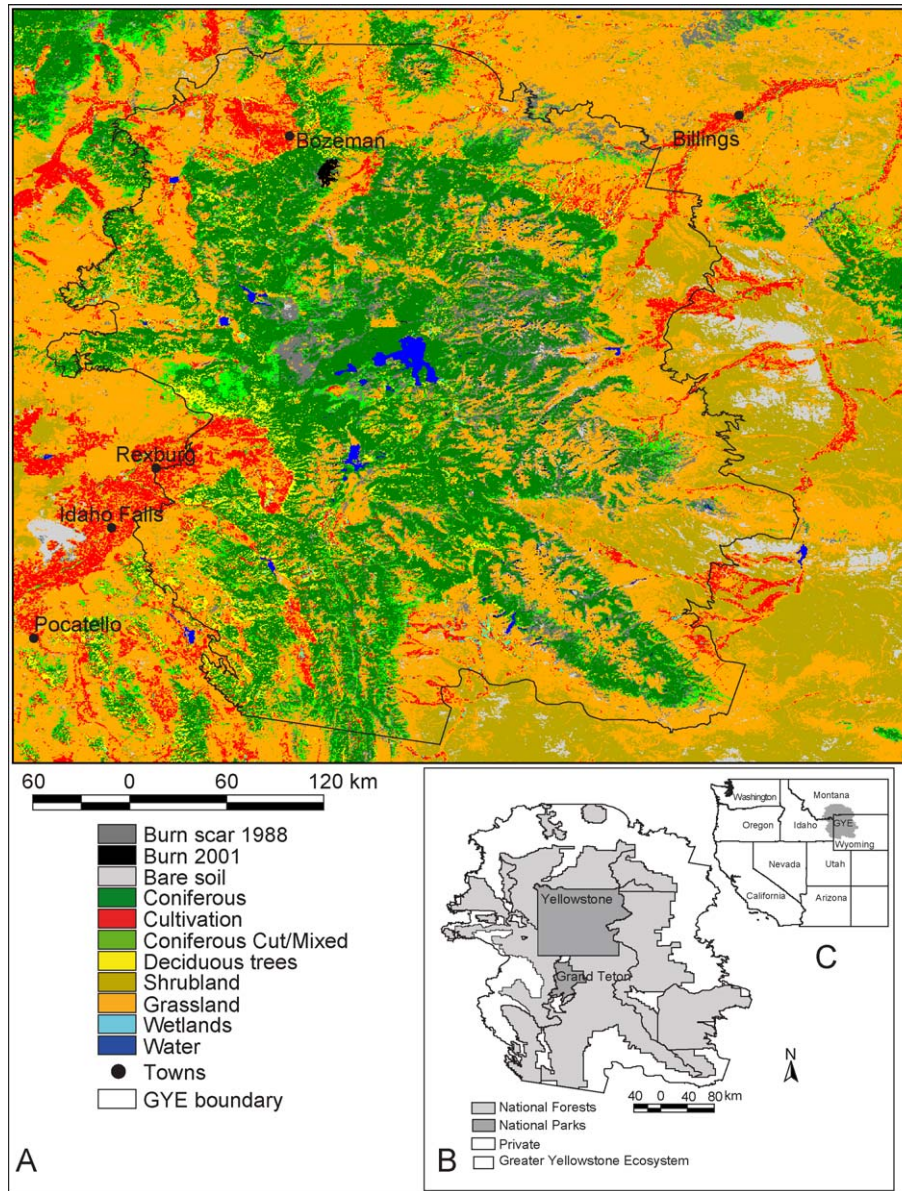 Bozeman
Billings
Rexburg
Idaho Falls
Pocatello
60 0 60 120 km
Burn scar 1988
Burn 2001
Bare soil
Coniferous
Cultivation
Coniferous Cut/Mixed
Deciduous trees
Shrubland
Grassland
Wetlands
Water
Towns
GYE boundary
A
Yellowstone
Grand Teton
N
40 0 40 80 km
National Forests
National Parks
Private
Greater Yellowstone Ecosystem
B
Washington
Montana
Oregon
Idaho
GYE
Wyoming
Nevada
Utah
California
Arizona
C